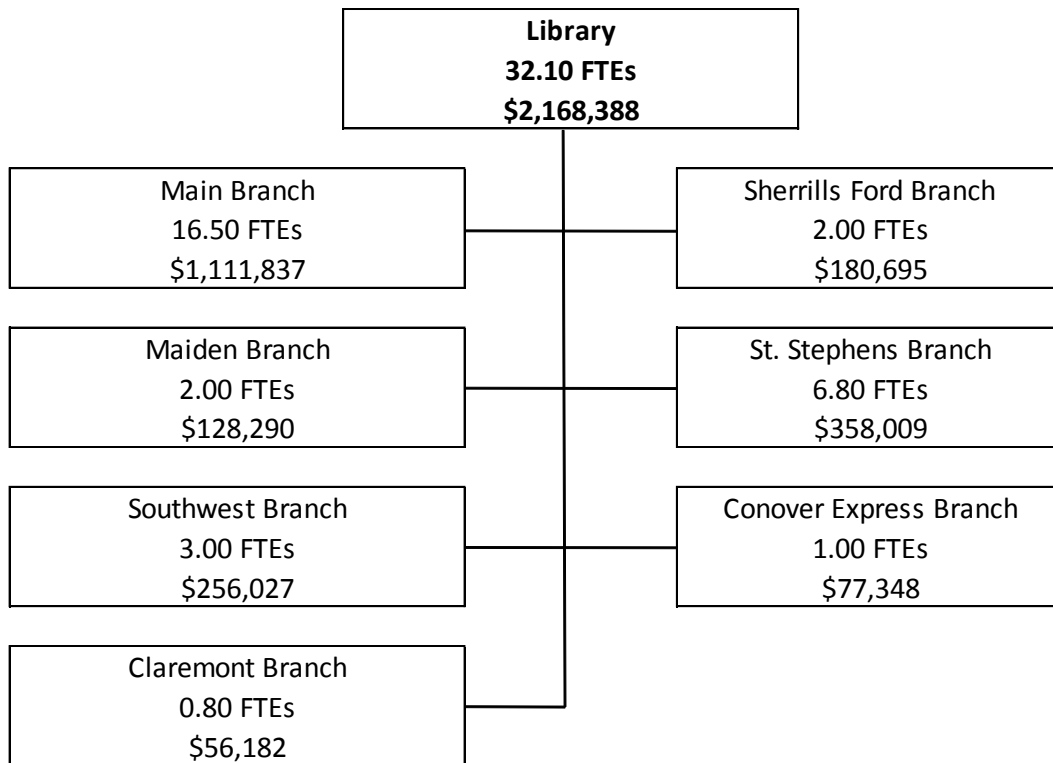 Library
32.10 FTEs
$2,168,388
Main Branch
16.50 FTEs
$1,111,837
Sherrills Ford Branch
2.00 FTEs
$180,695
Maiden Branch
2.00 FTEs
$128,290
St. Stephens Branch
6.80 FTEs
$358,009
Southwest Branch
3.00 FTEs
$256,027
Conover Express Branch
1.00 FTEs
$77,348
Claremont Branch
0.80 FTEs
$56,182